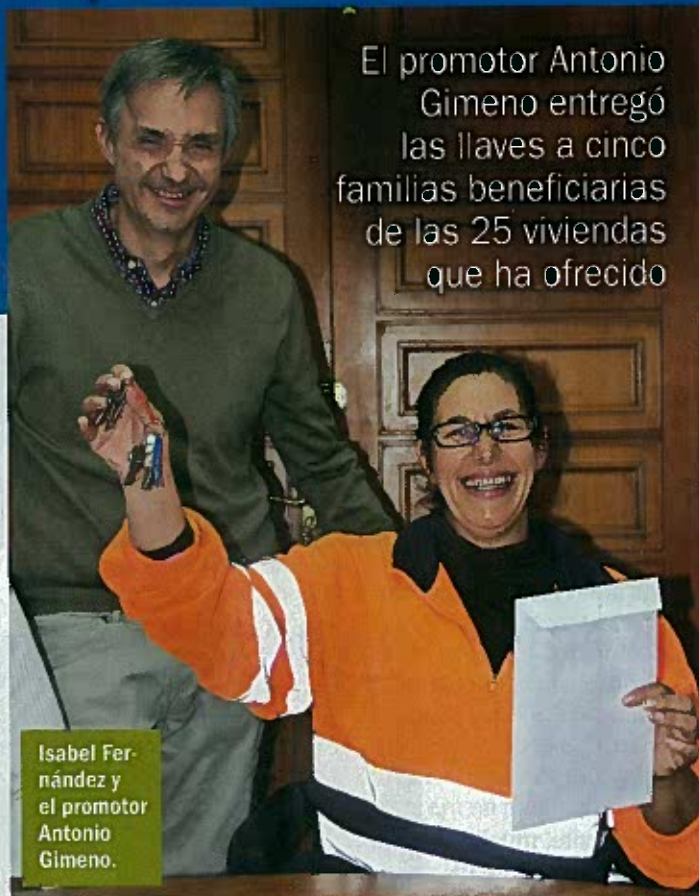 El promotor Antonio
Gimeno entregó
las llaves a cinco
familias beneficiarias
de las 25 viviendas
que ha ofrecido
Isabel Fer-
nández y
el promotor
Antonio
Gimeno.